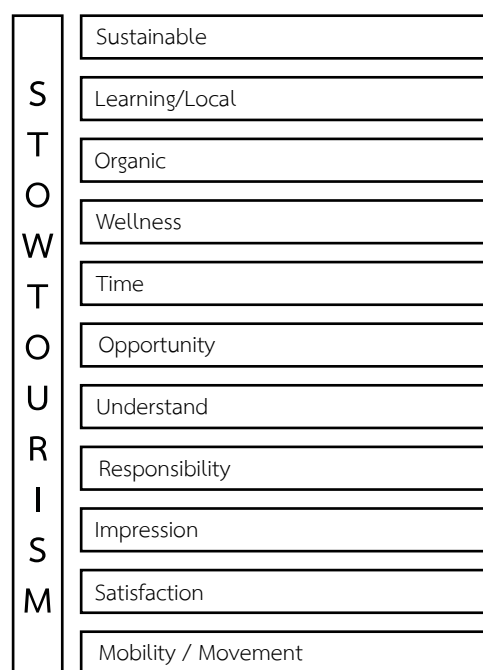 S
T
O
W
T
O
U
R
I
S
M
Sustainable
Learning/Local
Organic
Wellness
Time
Opportunity
Understand
Responsibility
Impression
Satisfaction
Mobility / Movement